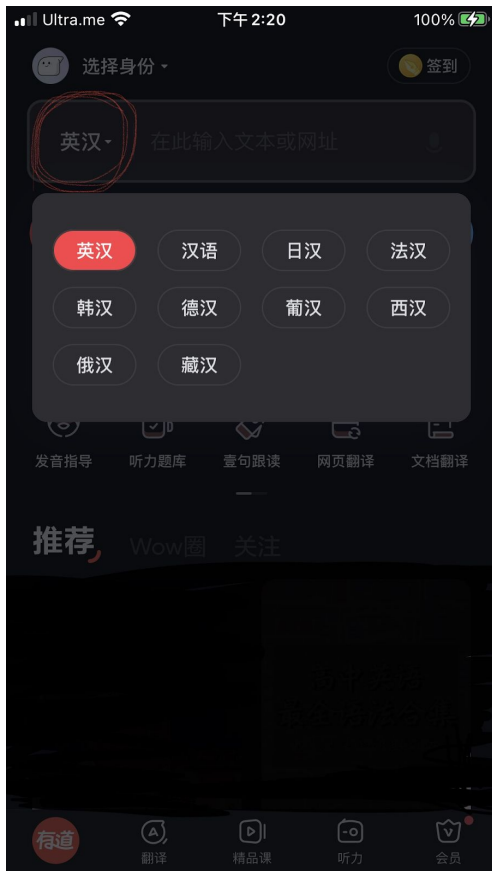 Ultra.me 下午2:20 100%
选择身份 签到
英汉 在此输入文本或网址
英汉 汉语 日汉 法汉
韩汉 德汉 葡汉 西汉
俄汉 藏汉
发音指导 听力题库 壹句跟读 网页翻译 文档翻译
推荐 Wow圈 关注
有道 翻译 精品课 听力 会员